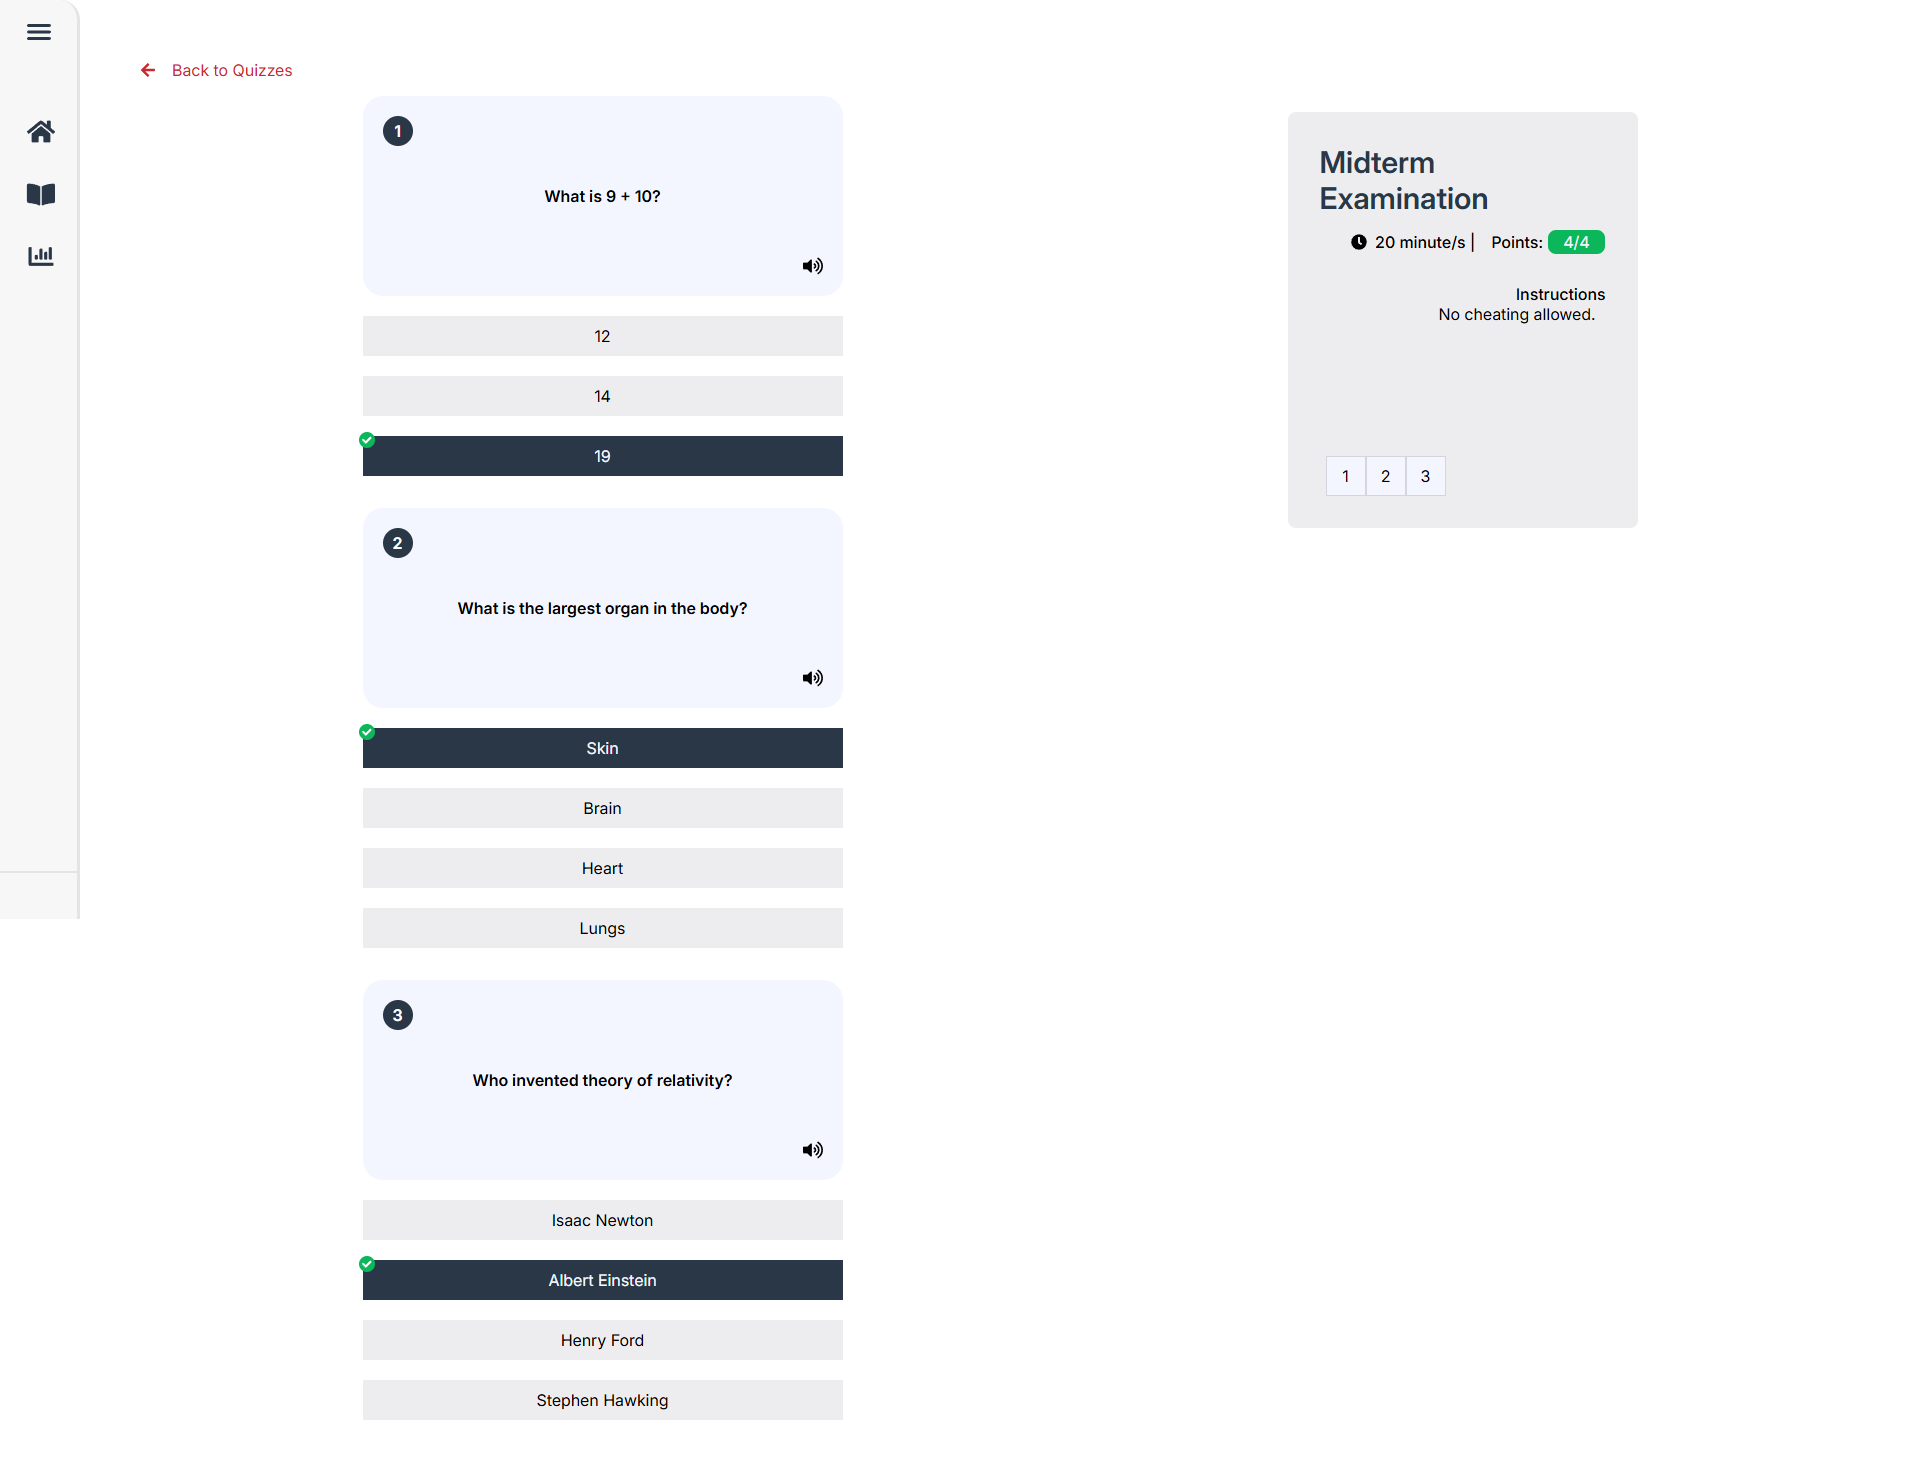 Back to Quizzes
1
What is 9 + 10?
12
14
19
2
What is the largest organ in the body?
Skin
Brain
Heart
Lungs
3
Who invented theory of relativity?
Isaac Newton
Albert Einstein
Henry Ford
Stephen Hawking
Midterm
Examination
20 minute/s | Points: 4/4
Instructions
No cheating allowed.
1 2 3